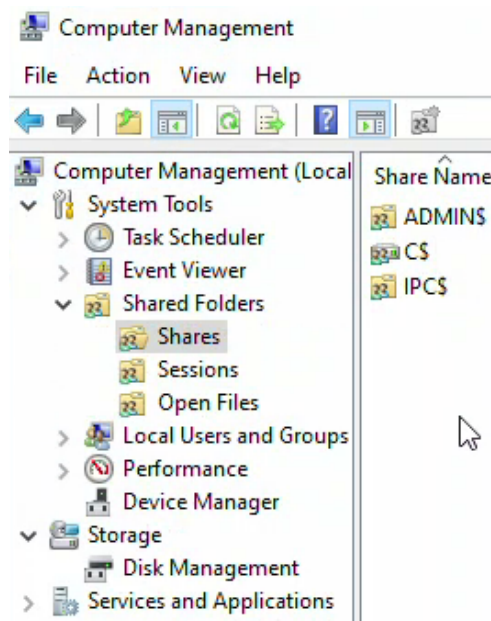 Computer Management
File Action View Help
Computer Management (Local
System Tools
Task Scheduler
Event Viewer
Shared Folders
Shares
Sessions
Open Files
Local Users and Groups
Performance
Device Manager
Storage
Disk Management
Services and Applications
Share Name
ADMIN$
C$
IPC$